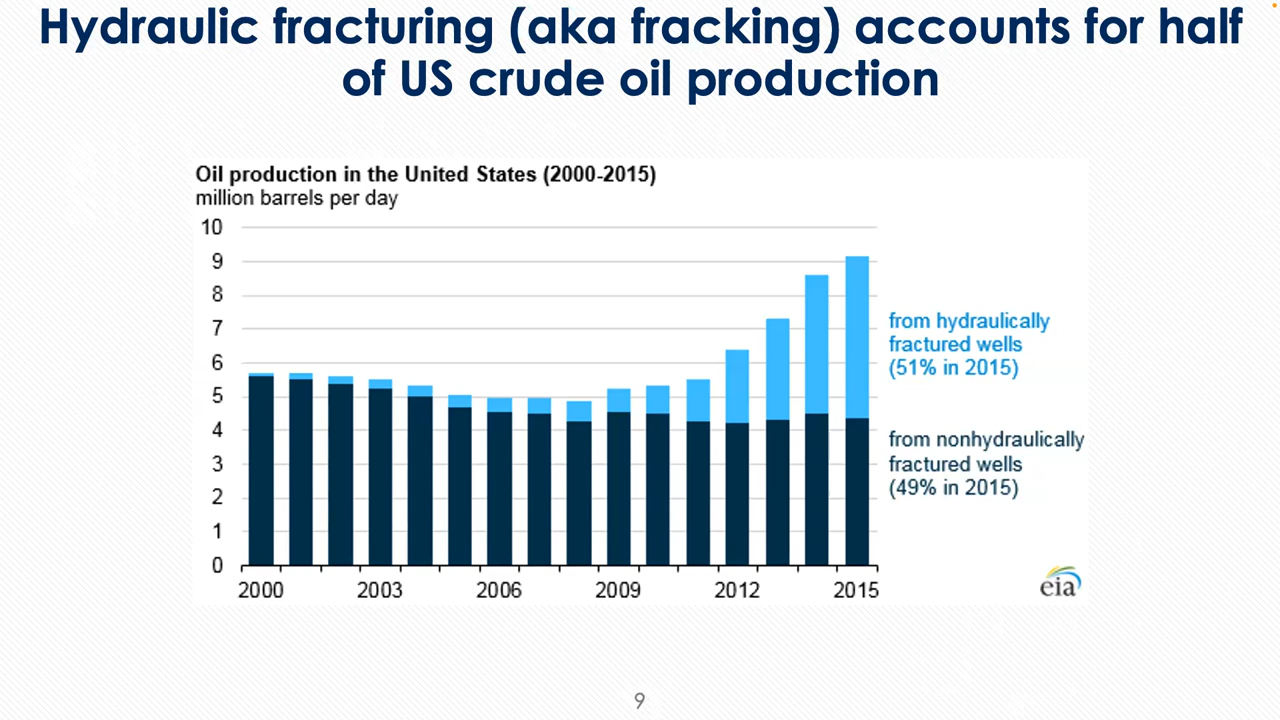 Hydraulic fracturing (aka fracking) accounts for half
of US crude oil production
Oil production in the United States (2000-2015)
million barrels per day
10
9
8
7
6
5
4
3
2
1
0
2000 2003 2006 2009 2012 2015
from hydraulically
fractured wells
(51% in 2015)
from nonhydraulically
fractured wells
(49% in 2015)
eia
9